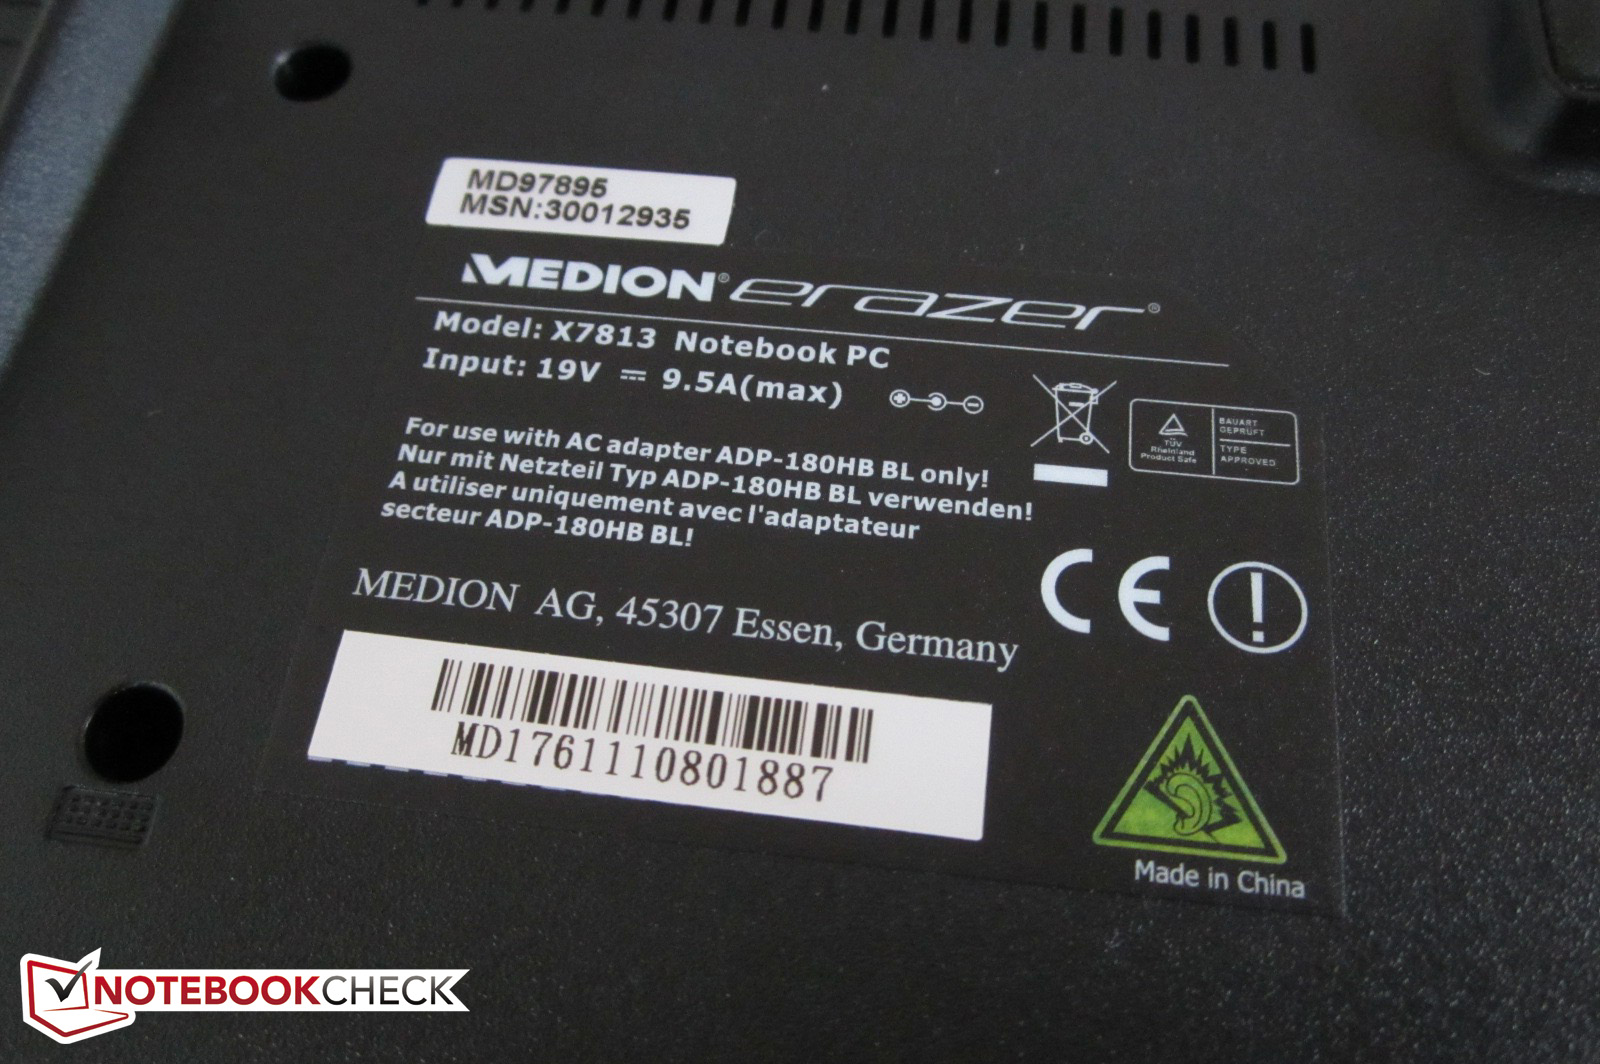 MD97895
MSN:30012935
MEDION® erazer®
Model: X7813 Notebook PC
Input: 19V ⎓ 9.5A(max)
For use with AC adapter ADP-180HB BL only!
Nur mit Netzteil Typ ADP-180HB BL verwenden!
A utiliser uniquement avec l'adaptateur
secteur ADP-180HB BL!
TÜV
Rheinland
Product Safe
BAUART
GEPRÜFT
TYPE
APPROVED
MEDION AG, 45307 Essen, Germany
CE
MD1761110801887
Made in China
NOTEBOOKCHECK